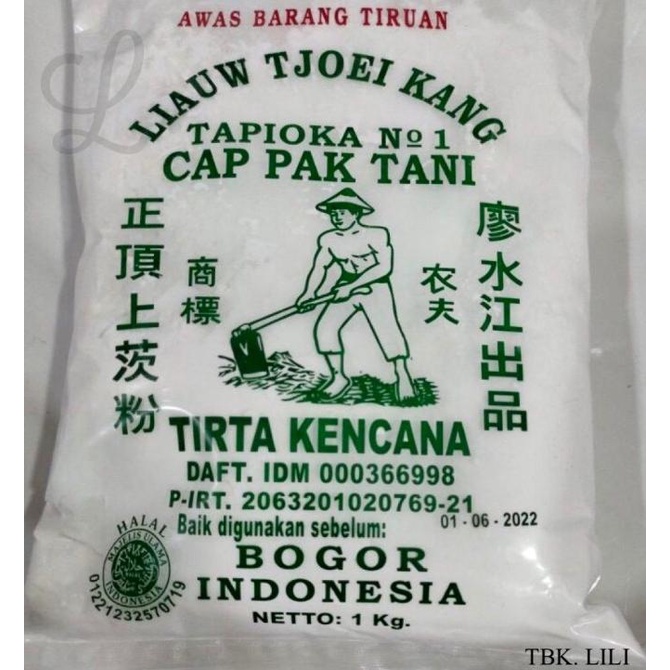 AWAS BARANG TIRUAN
LIAUW TJOEI KANG
TAPIOKA Nº 1
CAP PAK TANI
正頂上茨粉
商標
农夫
廖水江出品
TIRTA KENCANA
DAFT. IDM 000366998
P-IRT. 2063201020769-21
Baik digunakan sebelum:
01-06-2022
BOGOR
INDONESIA
NETTO: 1 Kg.
HALAL
MAJELIS ULAMA
INDONESIA
01221232570719
TBK. LILI